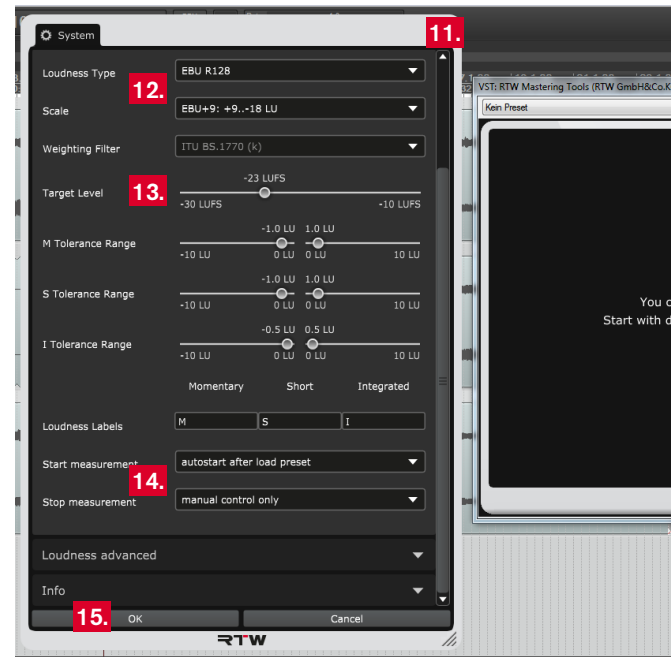 System
11.
Loudness Type
12.
EBU R128
Scale
EBU+9: +9..-18 LU
Weighting Filter
ITU BS.1770 (k)
Target Level
13.
-23 LUFS
-30 LUFS -10 LUFS
M Tolerance Range
-1.0 LU 1.0 LU
-10 LU 0 LU 0 LU 10 LU
S Tolerance Range
-1.0 LU 1.0 LU
-10 LU 0 LU 0 LU 10 LU
I Tolerance Range
-0.5 LU 0.5 LU
-10 LU 0 LU 0 LU 10 LU
Momentary Short Integrated
Loudness Labels M S I
Start measurement autostart after load preset
14.
Stop measurement manual control only
Loudness advanced
Info
15. OK Cancel
RTW
VST: RTW Mastering Tools (RTW GmbH&Co.K
Kein Preset
You
Start with